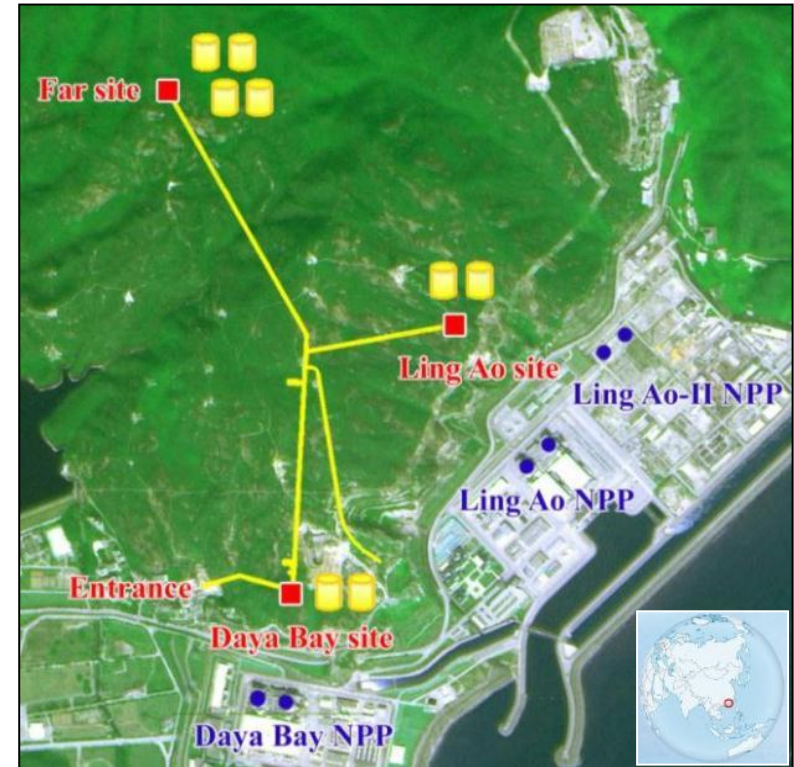 Far site
Ling Ao site
Ling Ao-II NPP
Ling Ao NPP
Entrance
Daya Bay site
Daya Bay NPP